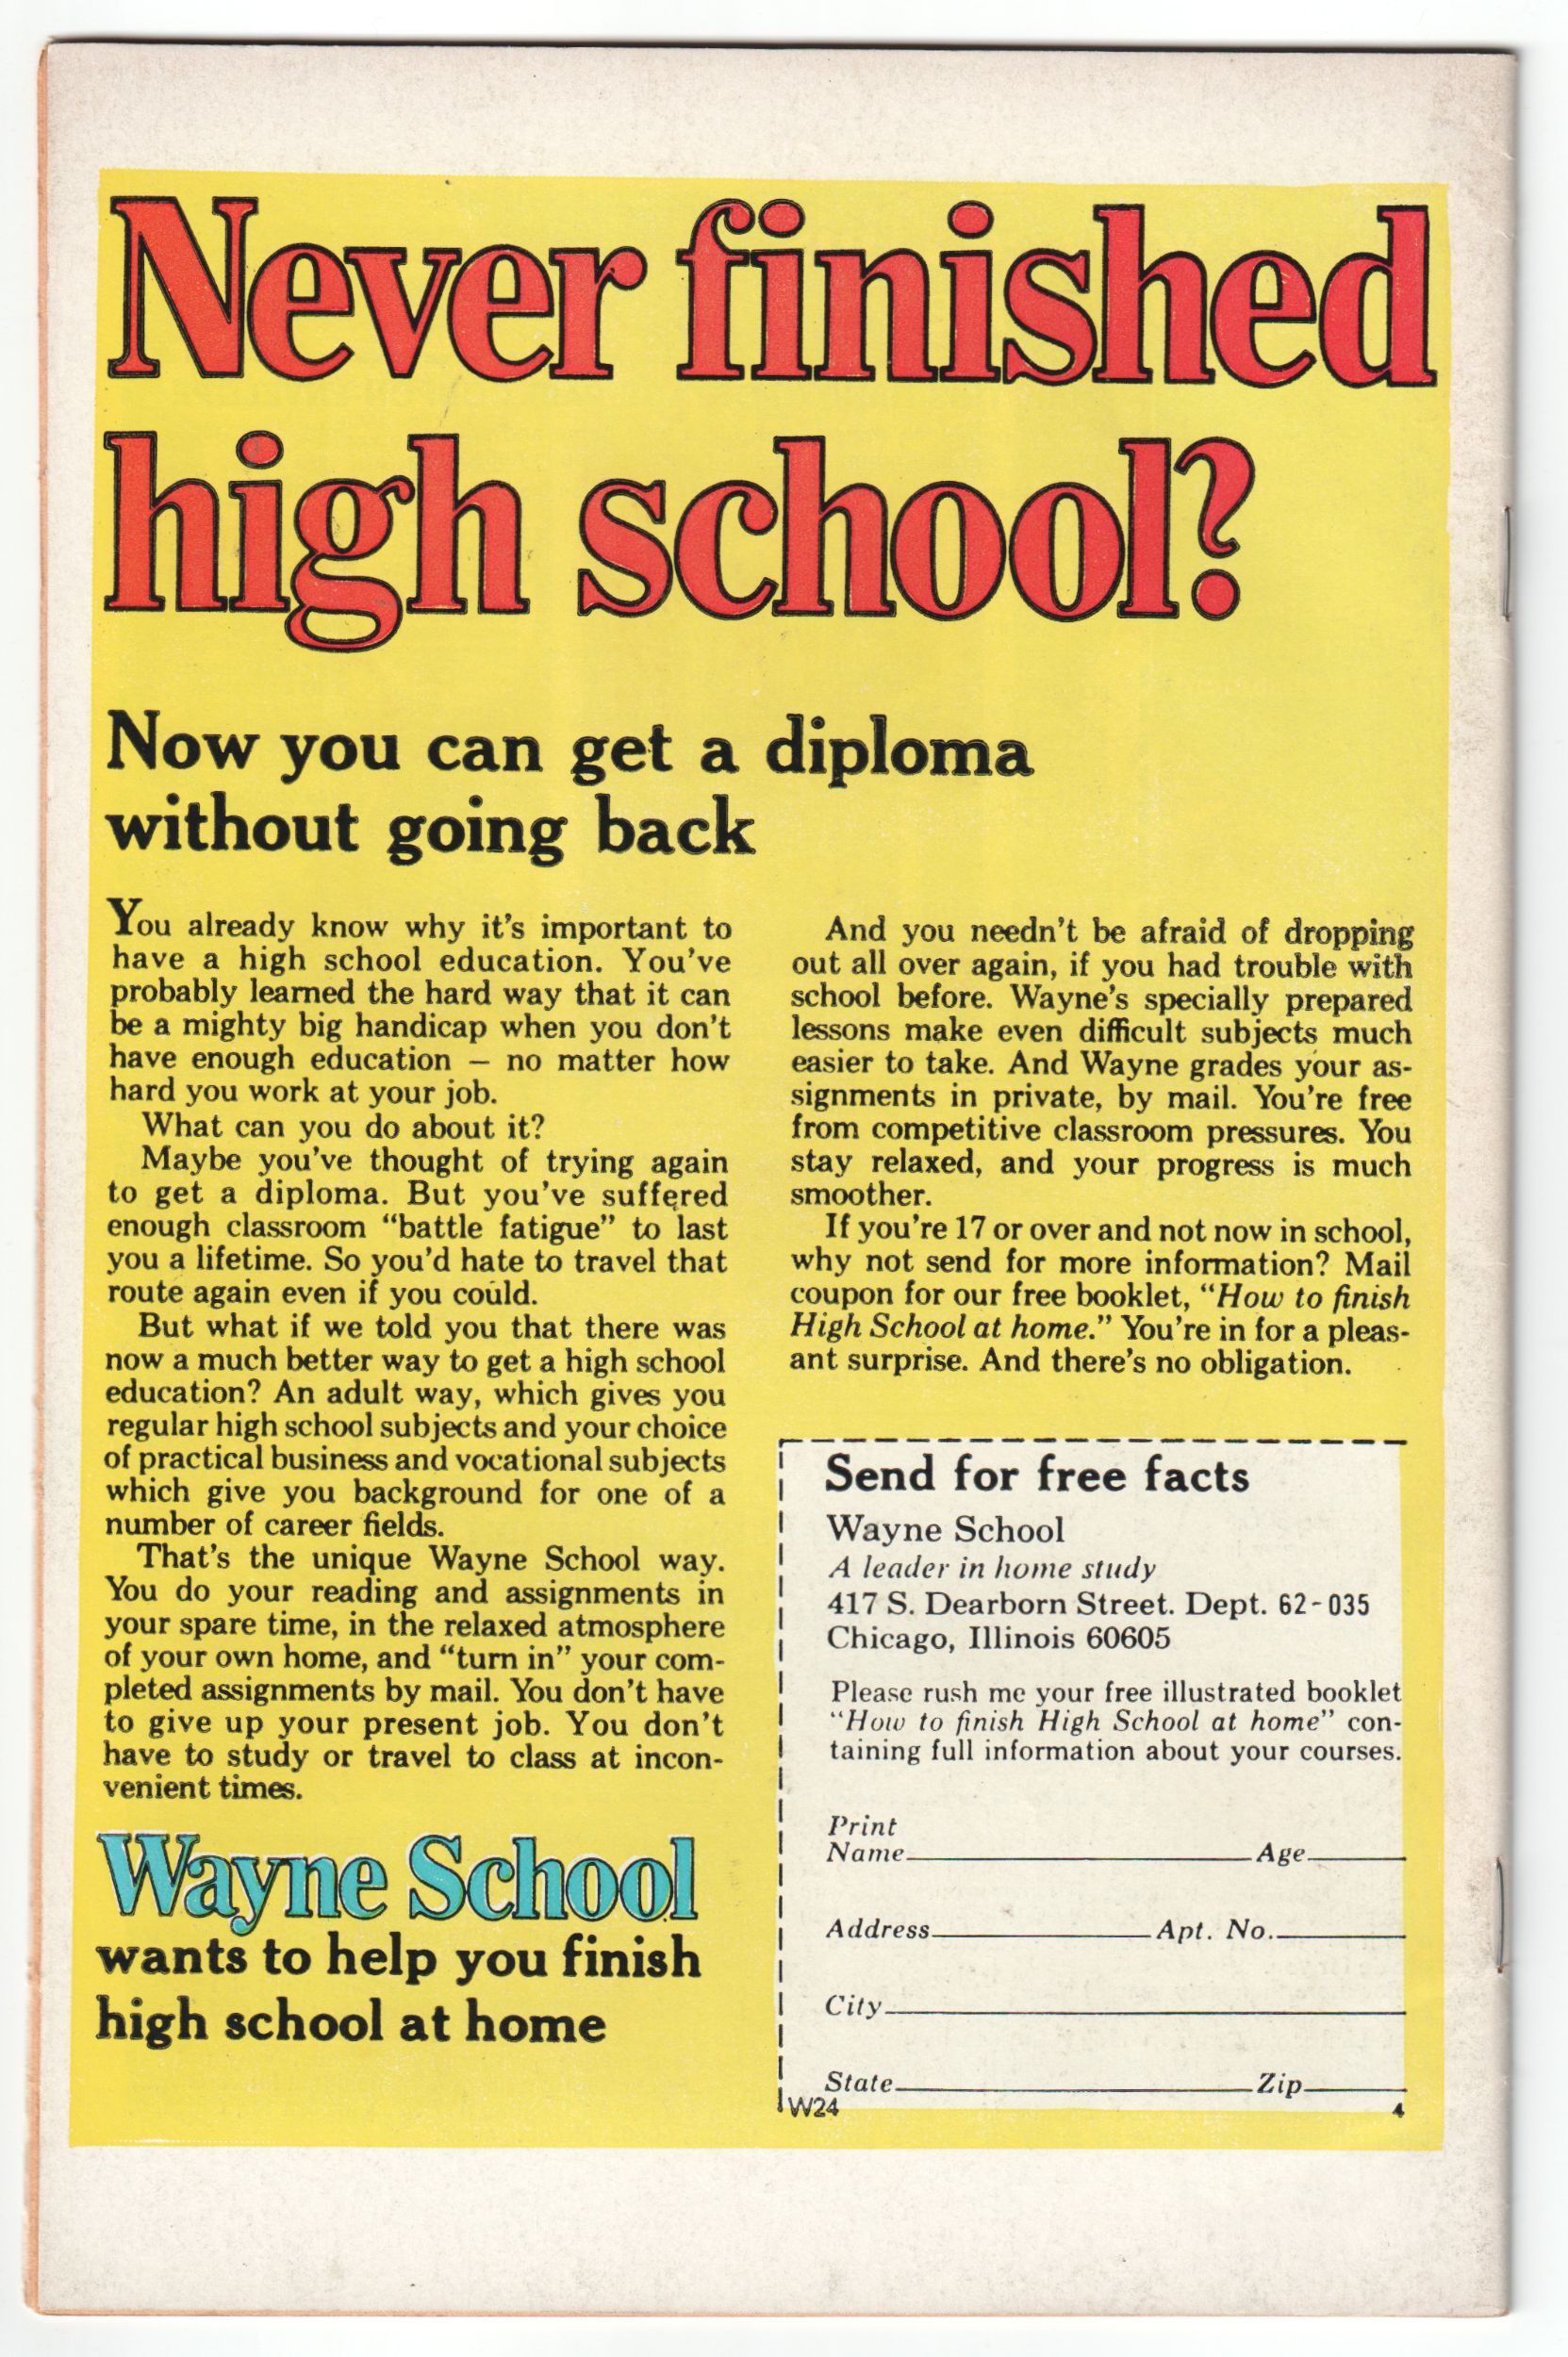 Never finished
high school?
Now you can get a diploma
without going back
You already know why it's important to
have a high school education. You've
probably learned the hard way that it can
be a mighty big handicap when you don't
have enough education – no matter how
hard you work at your job.
What can you do about it?
Maybe you've thought of trying again
to get a diploma. But you've suffered
enough classroom “battle fatigue” to last
you a lifetime. So you'd hate to travel that
route again even if you could.
But what if we told you that there was
now a much better way to get a high school
education? An adult way, which gives you
regular high school subjects and your choice
of practical business and vocational subjects
which give you background for one of a
number of career fields.
That's the unique Wayne School way.
You do your reading and assignments in
your spare time, in the relaxed atmosphere
of your own home, and “turn in” your com-
pleted assignments by mail. You don't have
to give up your present job. You don't
have to study or travel to class at incon-
venient times.
Wayne School
wants to help you finish
high school at home
And you needn't be afraid of dropping
out all over again, if you had trouble with
school before. Wayne's specially prepared
lessons make even difficult subjects much
easier to take. And Wayne grades your as-
signments in private, by mail. You're free
from competitive classroom pressures. You
stay relaxed, and your progress is much
smoother.
If you're 17 or over and not now in school,
why not send for more information? Mail
coupon for our free booklet, “How to finish
High School at home.” You're in for a pleas-
ant surprise. And there's no obligation.
Send for free facts
Wayne School
A leader in home study
417 S. Dearborn Street. Dept. 62-035
Chicago, Illinois 60605
Please rush me your free illustrated booklet
“How to finish High School at home” con-
taining full information about your courses.
Print
Name Age
Address Apt. No.
City
State Zip
W24 4